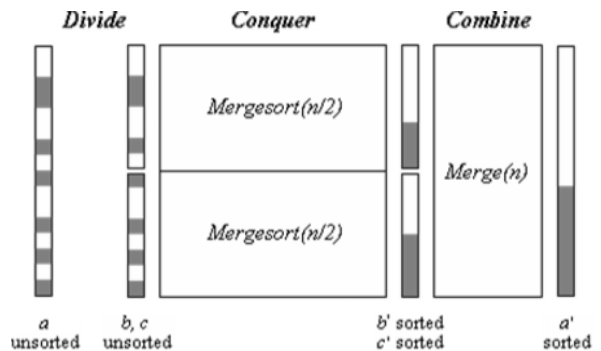 Divide Conquer Combine
Mergesort(n/2)
Merge(n)
Mergesort(n/2)
a b, c b' sorted a'
unsorted unsorted c' sorted sorted